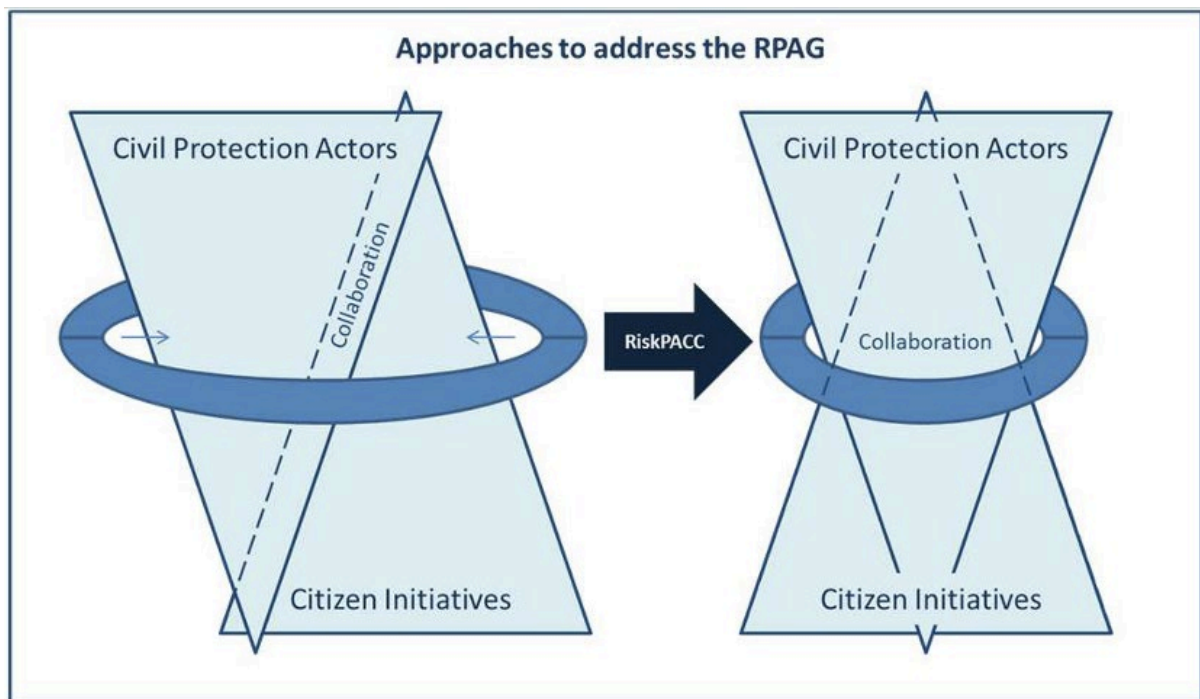 Approaches to address the RPAG
Civil Protection Actors
Collaboration
Citizen Initiatives
RiskPACC
Civil Protection Actors
Collaboration
Citizen Initiatives